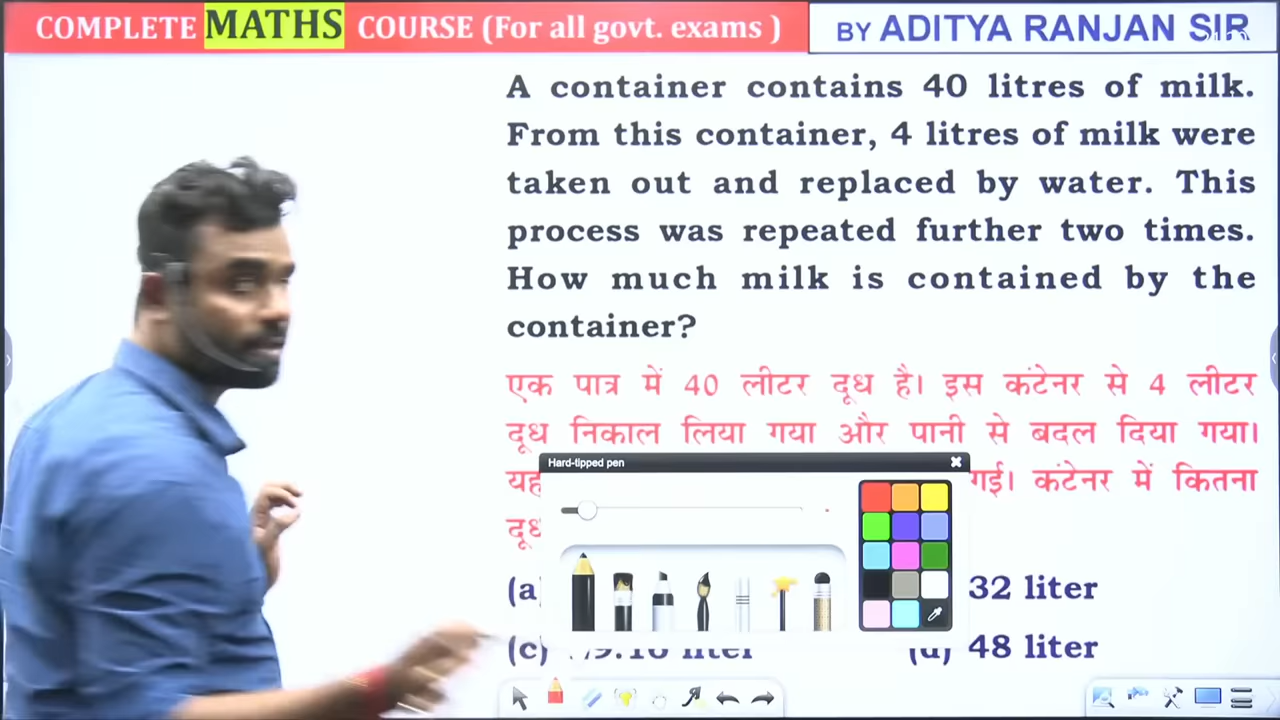 COMPLETE MATHS COURSE (For all govt. exams )
BY ADITYA RANJAN SIR
A container contains 40 litres of milk.
From this container, 4 litres of milk were
taken out and replaced by water. This
process was repeated further two times.
How much milk is contained by the
container?
एक पात्र में 40 लीटर दूध है। इस कंटेनर से 4 लीटर
दूध निकाल लिया गया और पानी से बदल दिया गया।
यह गई। कंटेनर में कितना
दूध
Hard-tipped pen
(a 32 liter
(c) liter (d) 48 liter